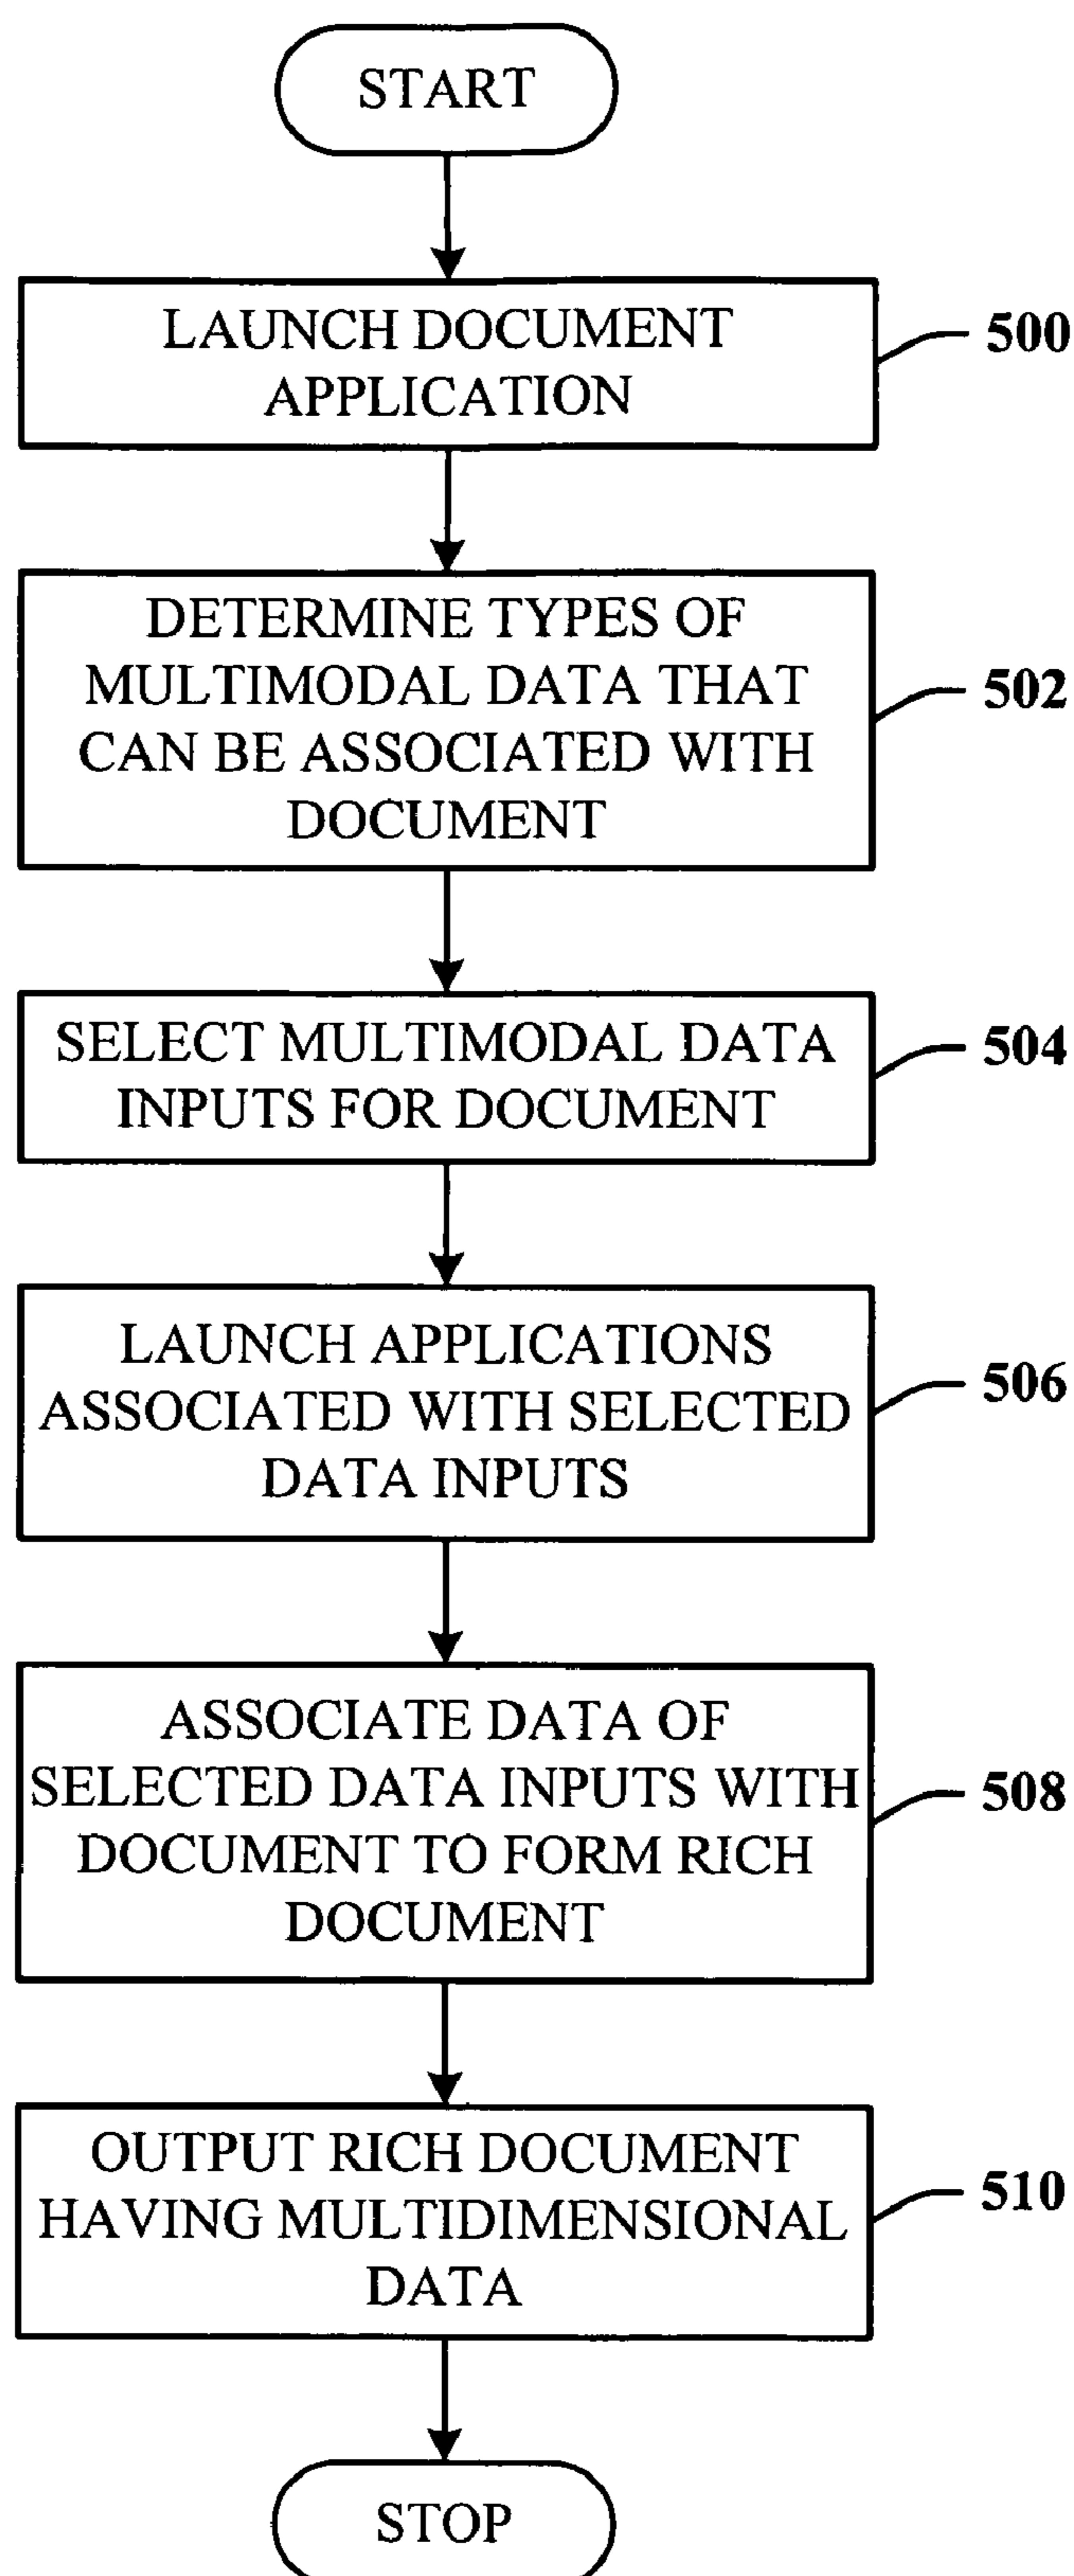 START
LAUNCH DOCUMENT
APPLICATION
500
DETERMINE TYPES OF
MULTIMODAL DATA THAT
CAN BE ASSOCIATED WITH
DOCUMENT
502
SELECT MULTIMODAL DATA
INPUTS FOR DOCUMENT
504
LAUNCH APPLICATIONS
ASSOCIATED WITH SELECTED
DATA INPUTS
506
ASSOCIATE DATA OF
SELECTED DATA INPUTS WITH
DOCUMENT TO FORM RICH
DOCUMENT
508
OUTPUT RICH DOCUMENT
HAVING MULTIDIMENSIONAL
DATA
510
STOP